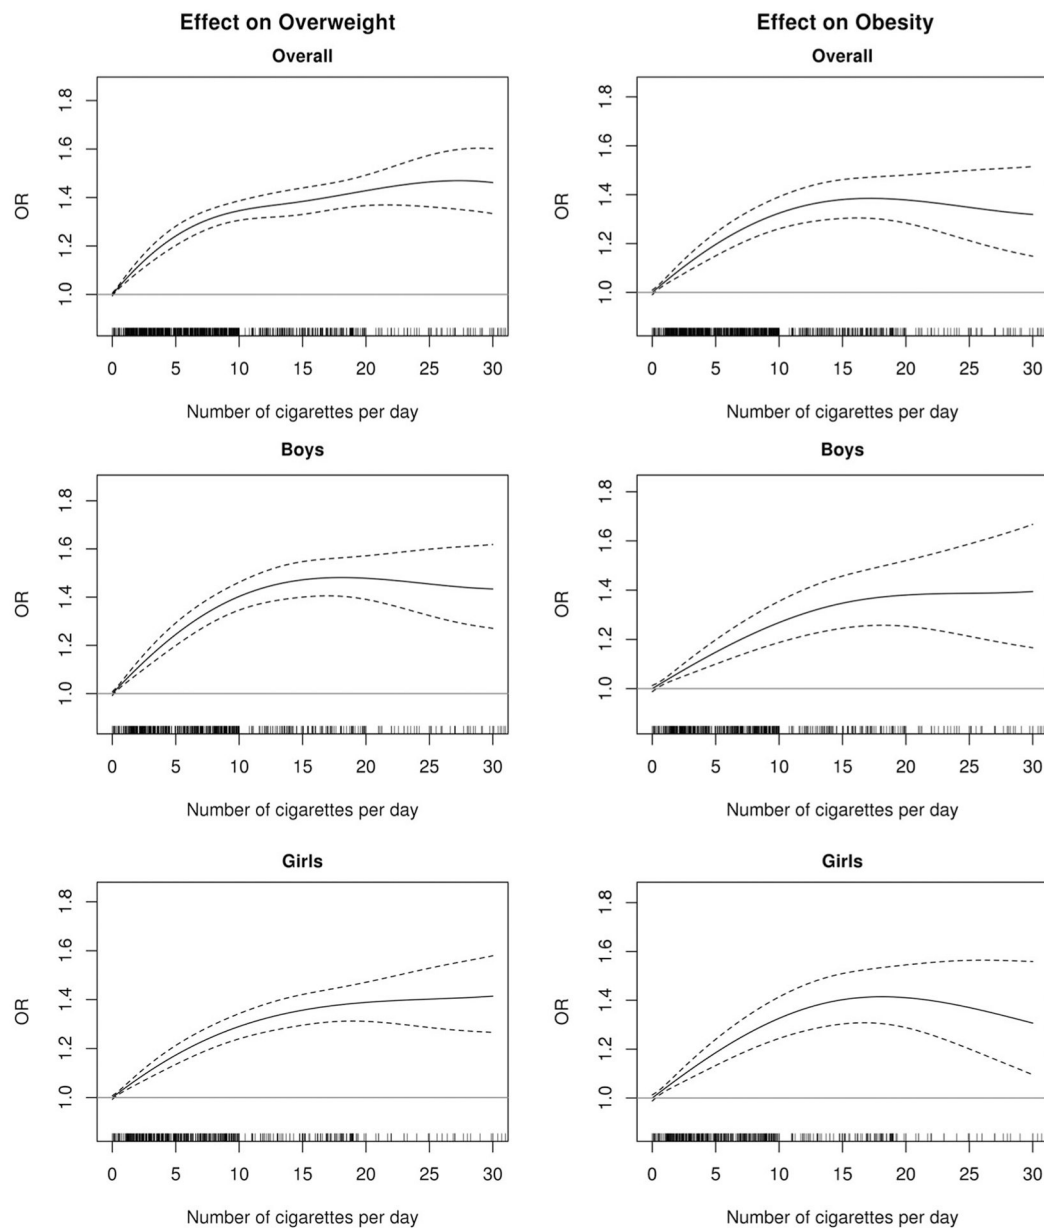 Effect on Overweight
Effect on Obesity
Overall
Overall
OR
1.0 1.2 1.4 1.6 1.8
0 5 10 15 20 25 30
Number of cigarettes per day
OR
1.0 1.2 1.4 1.6 1.8
0 5 10 15 20 25 30
Number of cigarettes per day
Boys
Boys
OR
1.0 1.2 1.4 1.6 1.8
0 5 10 15 20 25 30
Number of cigarettes per day
OR
1.0 1.2 1.4 1.6 1.8
0 5 10 15 20 25 30
Number of cigarettes per day
Girls
Girls
OR
1.0 1.2 1.4 1.6 1.8
0 5 10 15 20 25 30
Number of cigarettes per day
OR
1.0 1.2 1.4 1.6 1.8
0 5 10 15 20 25 30
Number of cigarettes per day